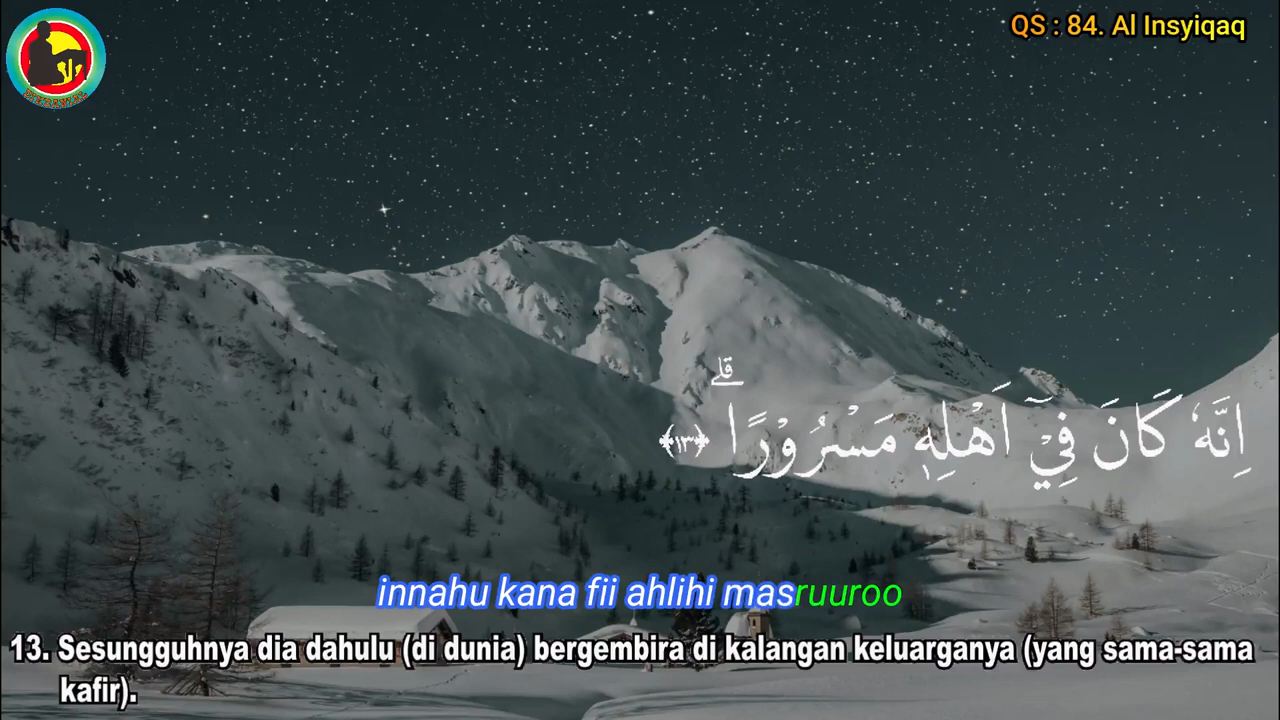 QS : 84. Al Insyiqaq
اِنَّهٗ كَانَ فِيْٓ اَهْلِهٖ مَسْرُوْرًاۗ ﴿١٣﴾
innahu kana fii ahlihi masruuroo
13. Sesungguhnya dia dahulu (di dunia) bergembira di kalangan keluarganya (yang sama-sama
kafir).